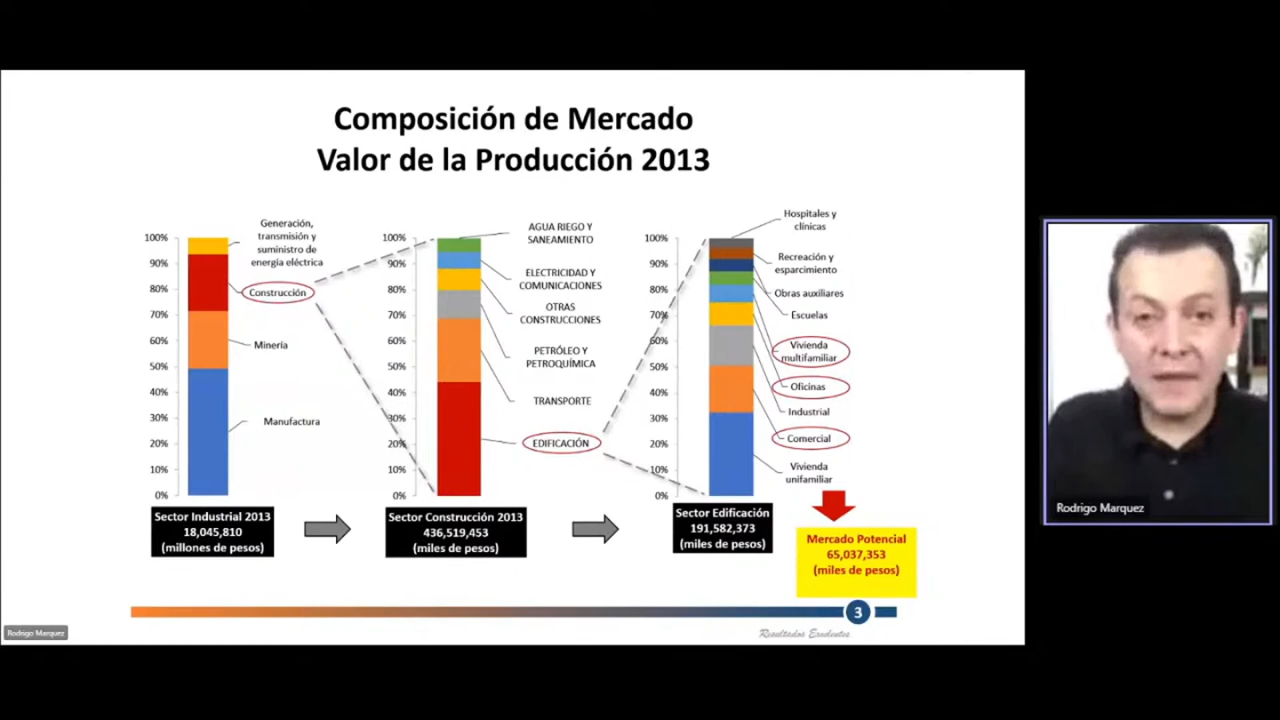 Composición de Mercado
Valor de la Producción 2013
100%
90%
80%
70%
60%
50%
40%
30%
20%
10%
0%
Generación,
transmisión y
suministro de
energía eléctrica
Construcción
Minería
Manufactura
Sector Industrial 2013
18,045,810
(millones de pesos)
100%
90%
80%
70%
60%
50%
40%
30%
20%
10%
0%
AGUA RIEGO Y
SANEAMIENTO
ELECTRICIDAD Y
COMUNICACIONES
OTRAS
CONSTRUCCIONES
PETRÓLEO Y
PETROQUÍMICA
TRANSPORTE
EDIFICACIÓN
Sector Construcción 2013
436,519,453
(miles de pesos)
100%
90%
80%
70%
60%
50%
40%
30%
20%
10%
0%
Hospitales y
clínicas
Recreación y
esparcimiento
Obras auxiliares
Escuelas
Vivienda
multifamiliar
Oficinas
Industrial
Comercial
Vivienda
unifamiliar
Sector Edificación
191,582,373
(miles de pesos)
Mercado Potencial
65,037,353
(miles de pesos)
3
Resultados Excelentes
Rodrigo Marquez
Rodrigo Marquez